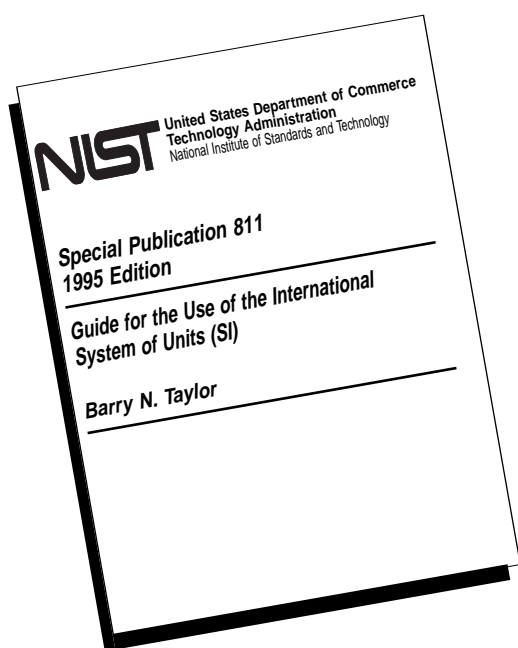 NIST
United States Department of Commerce
Technology Administration
National Institute of Standards and Technology
Special Publication 811
1995 Edition
Guide for the Use of the International
System of Units (SI)
Barry N. Taylor